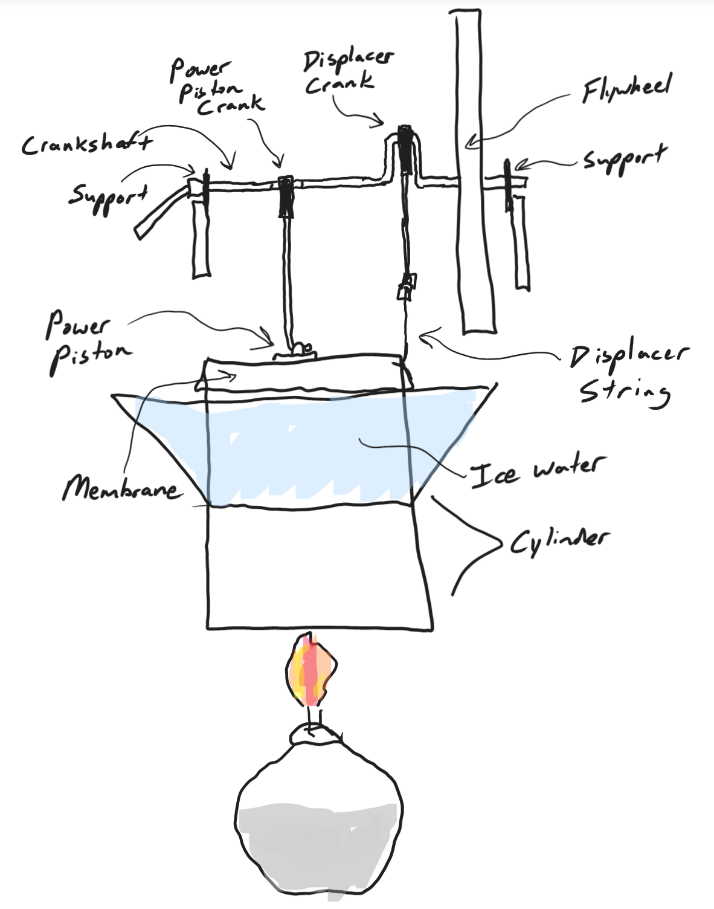 Power
Piston
Crank
Displacer
Crank
Flywheel
Crankshaft
Support
Support
Power
Piston
Displacer
String
Membrane
Ice water
Cylinder